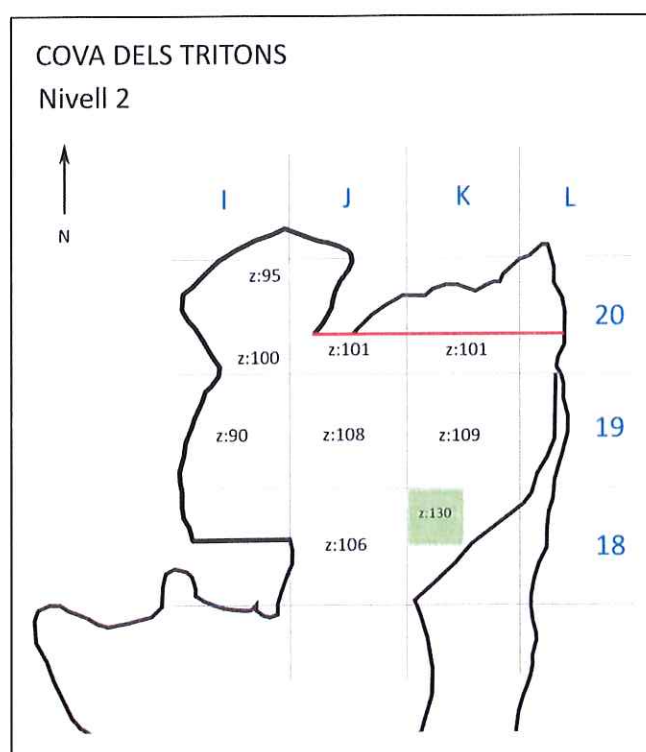 COVA DELS TRITONS
Nivell 2
N
I J K L
z:95
20
z:100 z:101 z:101
z:90 z:108 z:109 19
z:130
z:106 18